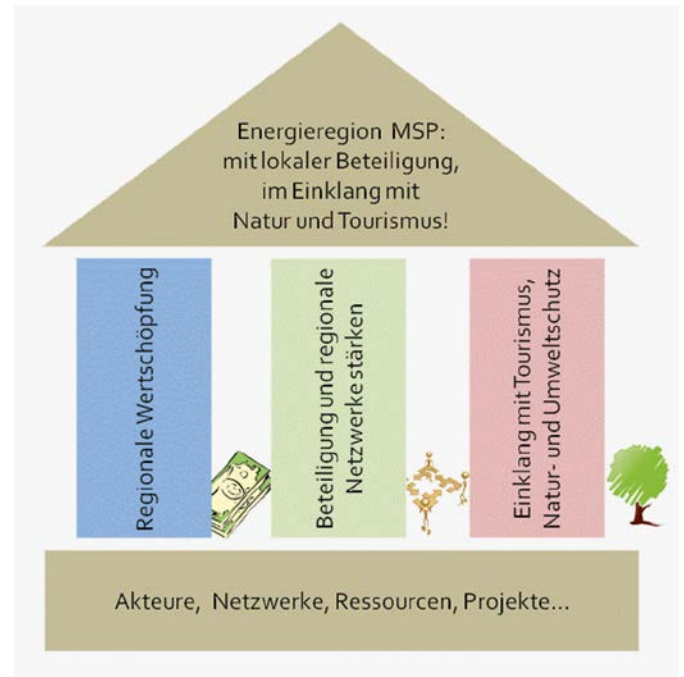 Energieregion MSP:
mit lokaler Beteiligung,
im Einklang mit
Natur und Tourismus!
Regionale Wertschöpfung
Beteiligung und regionale
Netzwerke stärken
Einklang mit Tourismus,
Natur- und Umweltschutz
Akteure, Netzwerke, Ressourcen, Projekte...